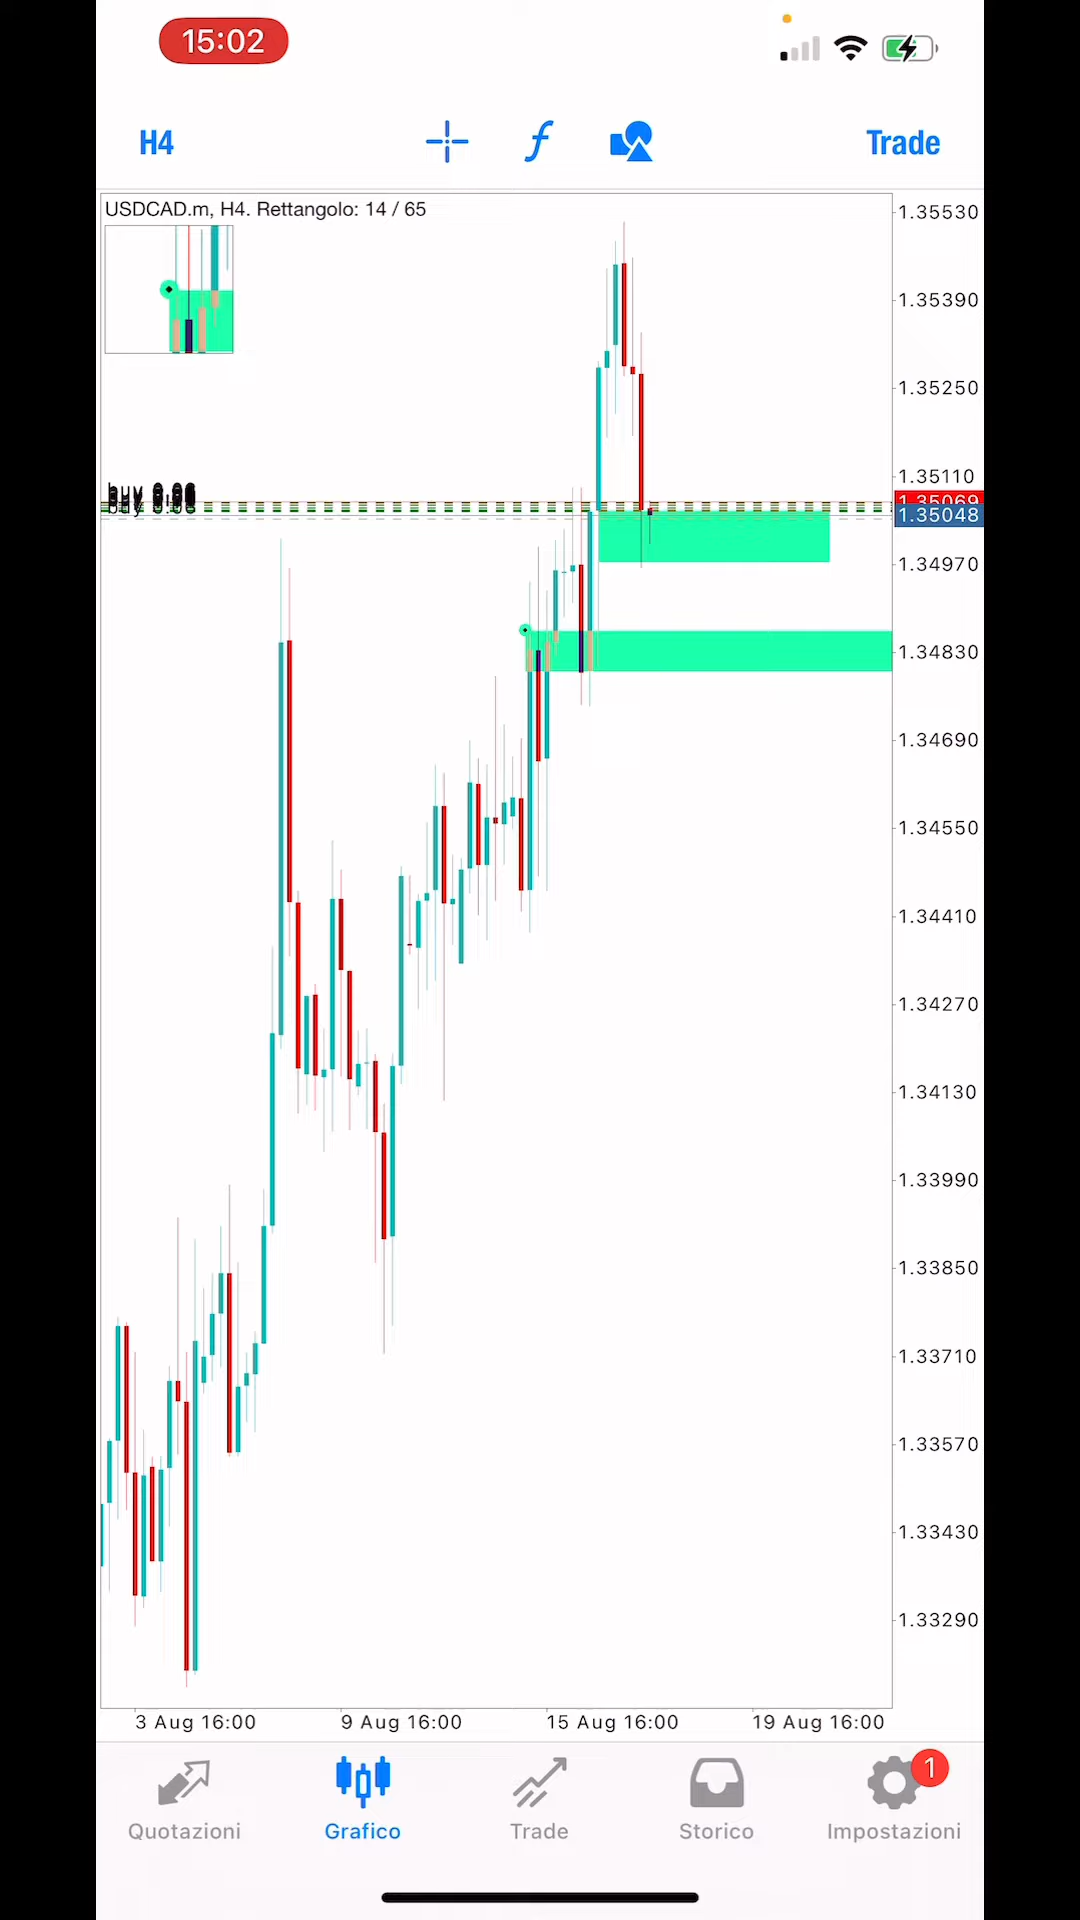 15:02
H4
f
Trade
USDCAD.m, H4. Rettangolo: 14 / 65
1.35530
1.35390
1.35250
1.35110
buy
1.35069
1.35048
1.34970
1.34830
1.34690
1.34550
1.34410
1.34270
1.34130
1.33990
1.33850
1.33710
1.33570
1.33430
1.33290
3 Aug 16:00
9 Aug 16:00
15 Aug 16:00
19 Aug 16:00
1
Quotazioni
Grafico
Trade
Storico
Impostazioni